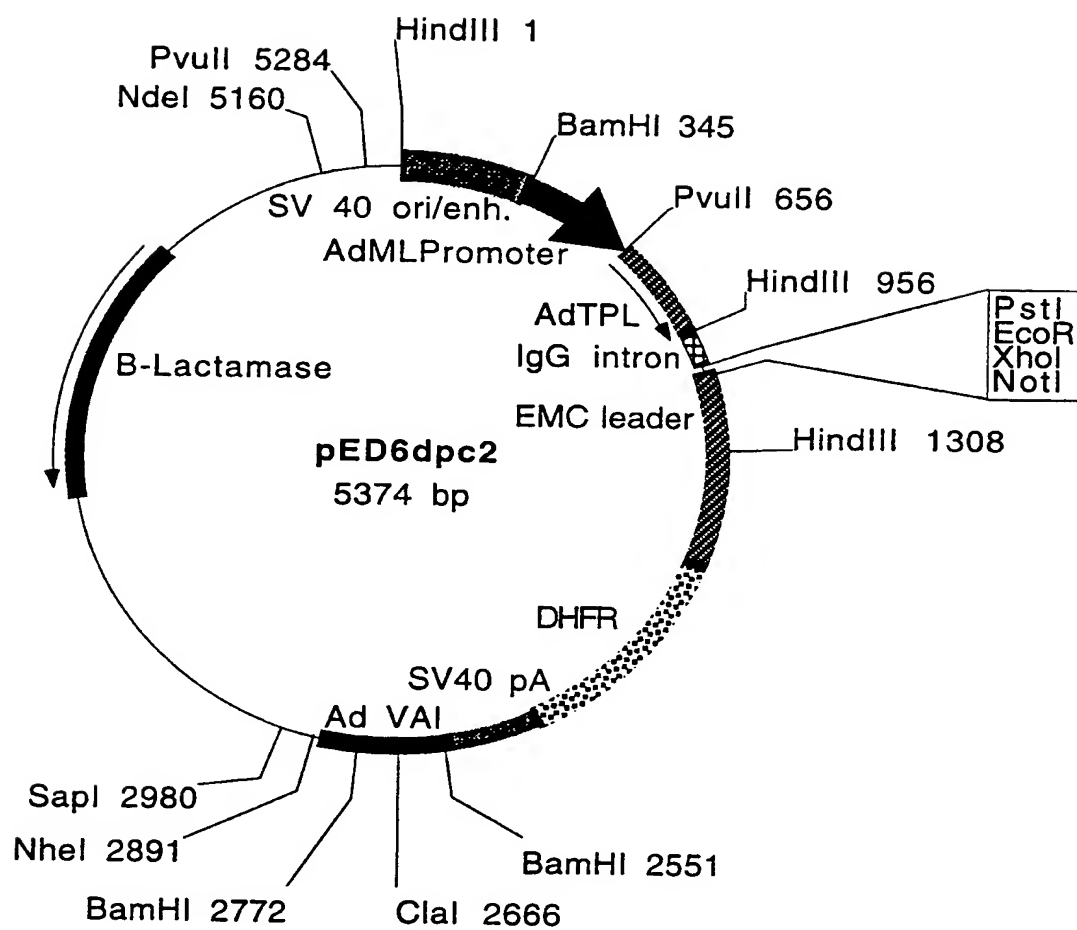 HindIII 1
PvuII 5284
NdeI 5160
BamHI 345
PvuII 656
SV 40 ori/enh.
AdMLPromoter
HindIII 956
AdTPL
IgG intron
PstI
EcoR
XhoI
NotI
B-Lactamase
EMC leader
HindIII 1308
pED6dpc2
5374 bp
DHFR
SV40 pA
Ad VAI
SapI 2980
NheI 2891
BamHI 2551
BamHI 2772
ClaI 2666